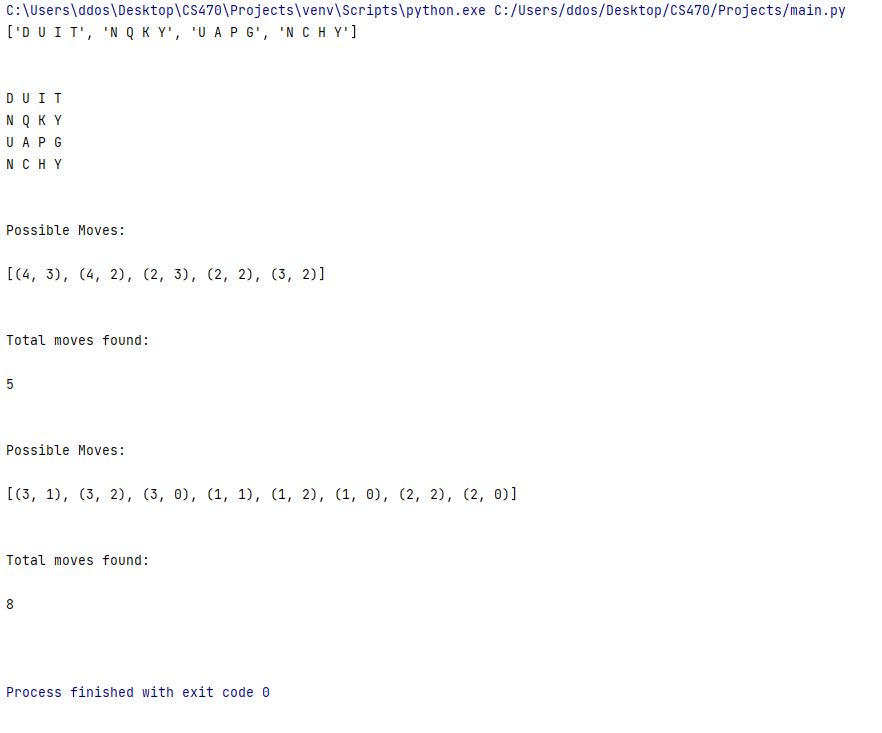 C:\Users\ddos\Desktop\CS470\Projects\venv\Scripts\python.exe C:/Users/ddos/Desktop/CS470/Projects/main.py
['D U I T', 'N Q K Y', 'U A P G', 'N C H Y']
D U I T
N Q K Y
U A P G
N C H Y
Possible Moves:
[(4, 3), (4, 2), (2, 3), (2, 2), (3, 2)]
Total moves found:
5
Possible Moves:
[(3, 1), (3, 2), (3, 0), (1, 1), (1, 2), (1, 0), (2, 2), (2, 0)]
Total moves found:
8
Process finished with exit code 0